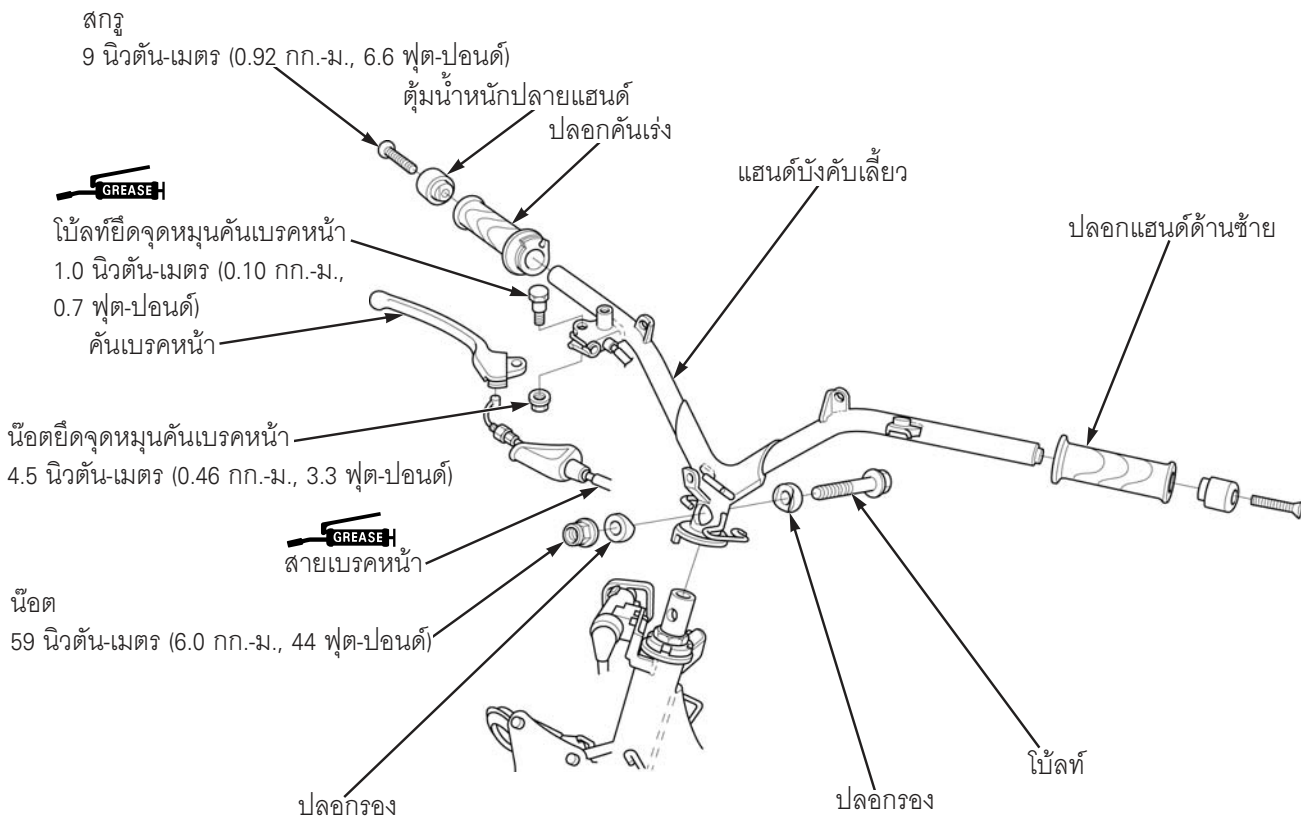 สกรู
9 นิวตัน-เมตร (0.92 กก.-ม., 6.6 ฟุต-ปอนด์)
ตุ้มน้ำหนักปลายแฮนด์
ปลอกคันเร่ง
แฮนด์บังคับเลี้ยว
ปลอกแฮนด์ด้านซ้าย
GREASE
โบ้ลท์ยึดจุดหมุนคันเบรคหน้า
1.0 นิวตัน-เมตร (0.10 กก.-ม.,
0.7 ฟุต-ปอนด์)
คันเบรคหน้า
น๊อตยึดจุดหมุนคันเบรคหน้า
4.5 นิวตัน-เมตร (0.46 กก.-ม., 3.3 ฟุต-ปอนด์)
GREASE
สายเบรคหน้า
น๊อต
59 นิวตัน-เมตร (6.0 กก.-ม., 44 ฟุต-ปอนด์)
โบ้ลท์
ปลอกรอง
ปลอกรอง